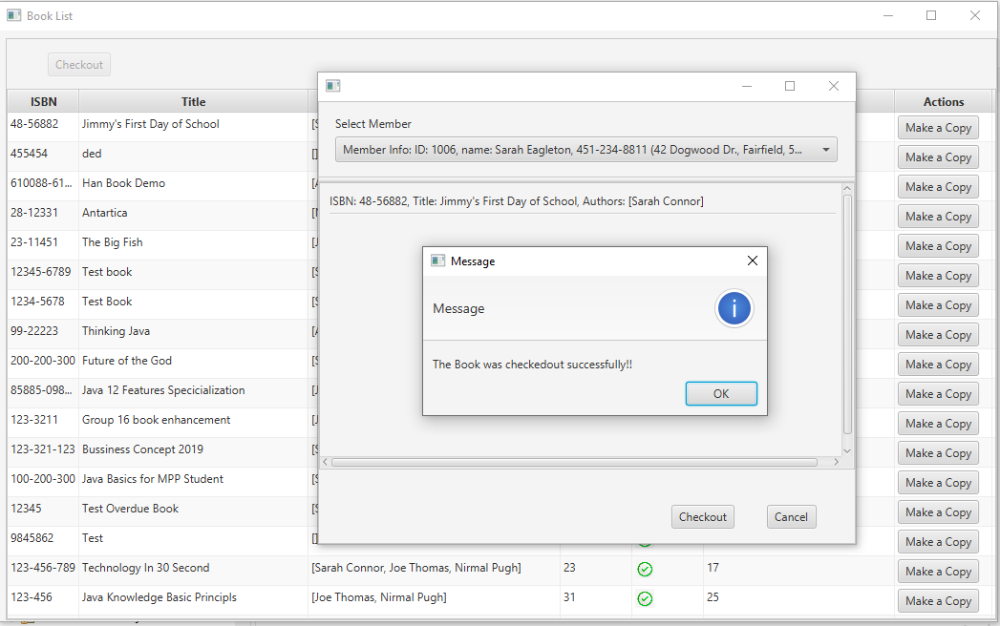 Book List
Checkout
ISBN Title Actions
48-56882 Jimmy's First Day of School Make a Copy
455454 ded [] Make a Copy
610088-61... Han Book Demo Make a Copy
28-12331 Antartica Make a Copy
23-11451 The Big Fish Make a Copy
12345-6789 Test book Make a Copy
1234-5678 Test Book Make a Copy
99-22223 Thinking Java Make a Copy
200-200-300 Future of the God Make a Copy
85885-098... Java 12 Features Specicialization Make a Copy
123-3211 Group 16 book enhancement Make a Copy
123-321-123 Bussiness Concept 2019 Make a Copy
100-200-300 Java Basics for MPP Student Make a Copy
12345 Test Overdue Book Make a Copy
9845862 Test [] Make a Copy
123-456-789 Technology In 30 Second [Sarah Connor, Joe Thomas, Nirmal Pugh] 23 17 Make a Copy
123-456 Java Knowledge Basic Principls [Joe Thomas, Nirmal Pugh] 31 25 Make a Copy
Select Member
Member Info: ID: 1006, name: Sarah Eagleton, 451-234-8811 (42 Dogwood Dr., Fairfield, 5...
ISBN: 48-56882, Title: Jimmy's First Day of School, Authors: [Sarah Connor]
Message
Message
The Book was checkedout successfully!!
OK
Checkout Cancel